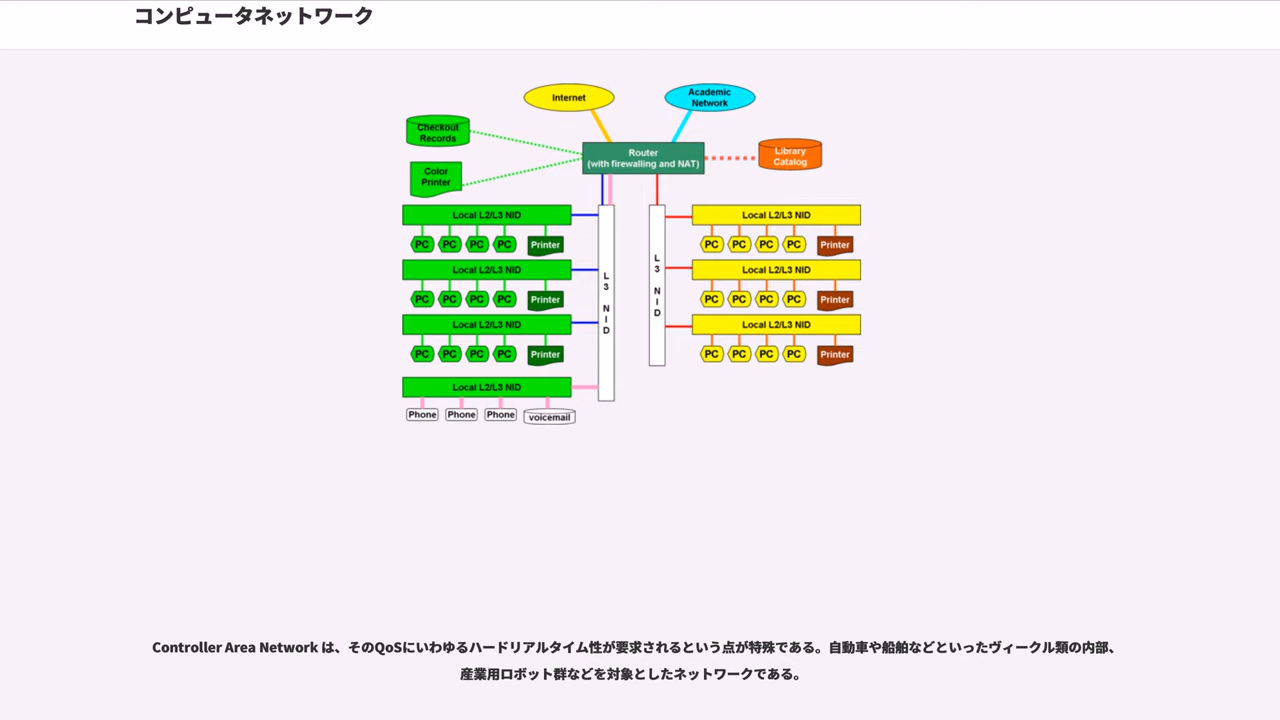 コンピュータネットワーク
Internet
Academic
Network
Checkout
Records
Router
(with firewalling and NAT)
Library
Catalog
Color
Printer
Local L2/L3 NID
PC PC PC PC Printer
Local L2/L3 NID
PC PC PC PC Printer
Local L2/L3 NID
PC PC PC PC Printer
Local L2/L3 NID
Phone Phone Phone voicemail
L3 NID
L3 NID
Local L2/L3 NID
PC PC PC PC Printer
Local L2/L3 NID
PC PC PC PC Printer
Local L2/L3 NID
PC PC PC PC Printer
Controller Area Network は、そのQoSにいわゆるハードリアルタイム性が要求されるという点が特殊である。自動車や船舶などといったヴィークル類の内部、
産業用ロボット群などを対象としたネットワークである。